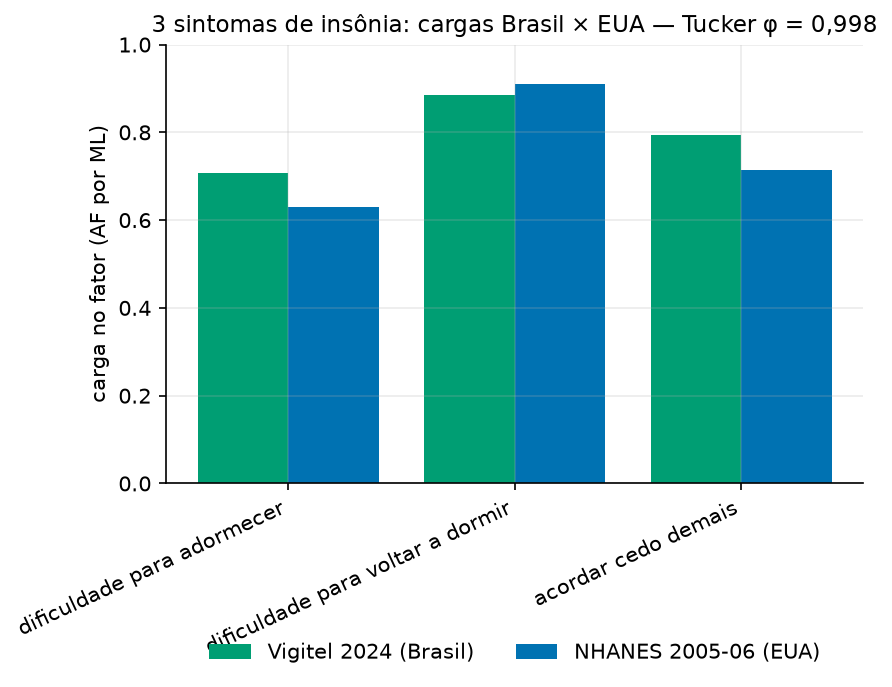 3 sintomas de insônia: cargas Brasil × EUA — Tucker φ = 0,998
carga no fator (AF por ML)
1.0
0.8
0.6
0.4
0.2
0.0
dificuldade para adormecer
dificuldade para voltar a dormir
acordar cedo demais
Vigitel 2024 (Brasil)
NHANES 2005-06 (EUA)